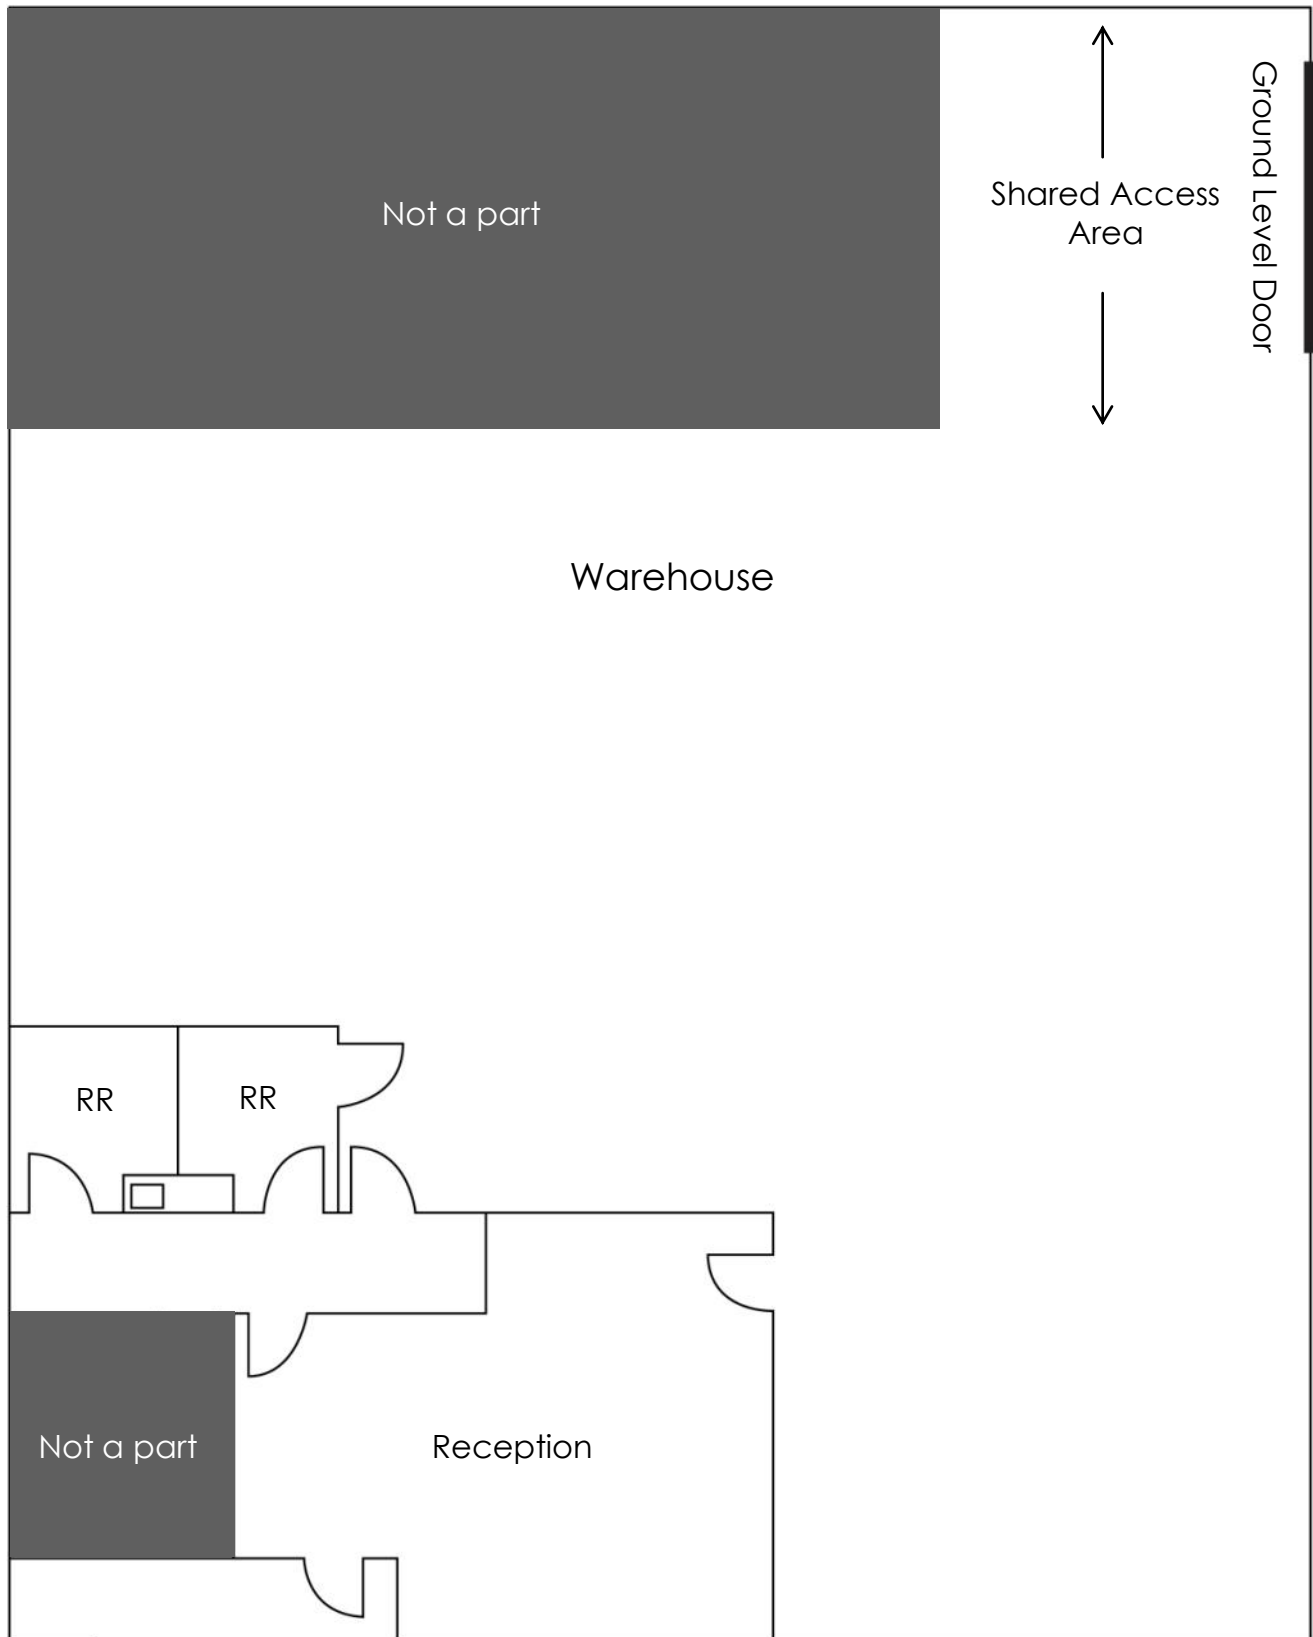 Not a part
Shared Access
Area
Ground Level Door
Warehouse
RR
RR
Not a part
Reception